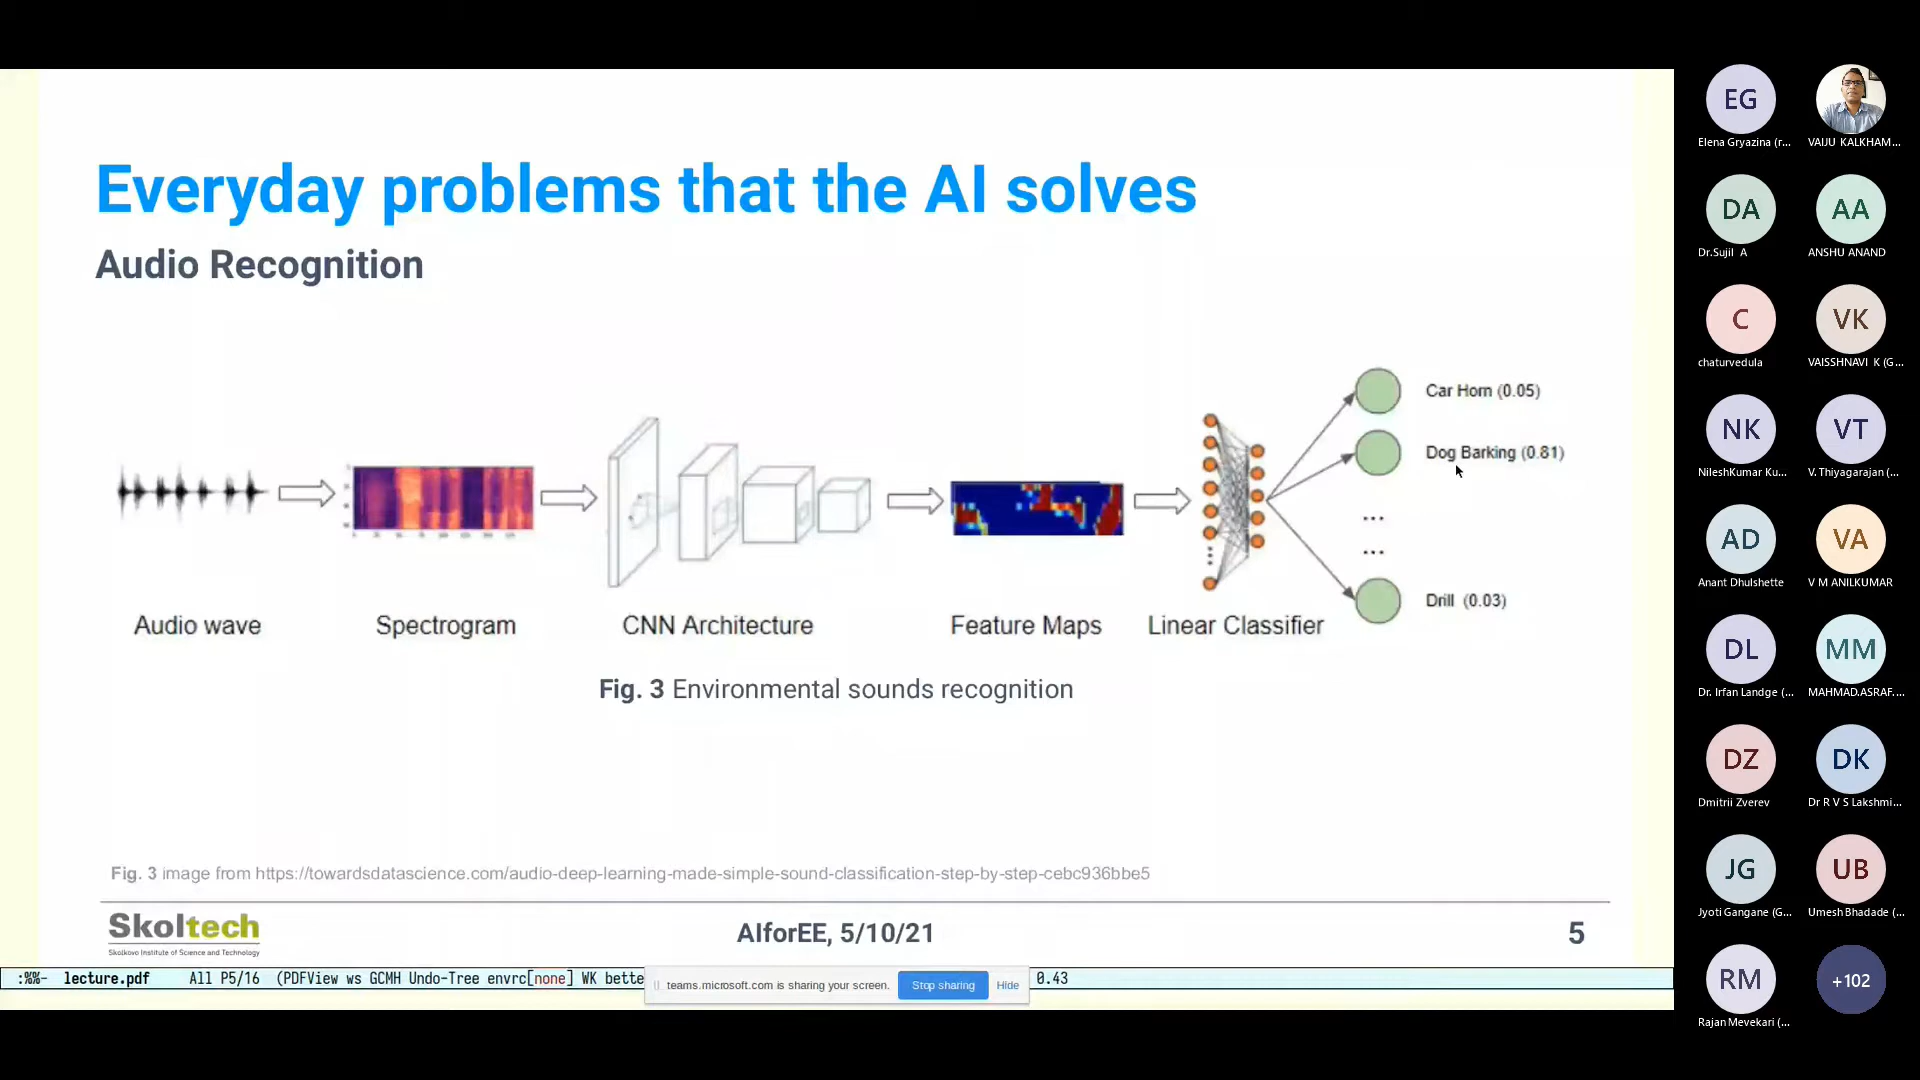 Everyday problems that the AI solves
Audio Recognition
Car Horn (0.05)
Dog Barking (0.81)
...
...
Drill (0.03)
Audio wave
Spectrogram
CNN Architecture
Feature Maps
Linear Classifier
Fig. 3 Environmental sounds recognition
Fig. 3 image from https://towardsdatascience.com/audio-deep-learning-made-simple-sound-classification-step-by-step-cebc936bbe5
Skoltech
Skolkovo Institute of Science and Technology
AIforEE, 5/10/21
5
:%%- lecture.pdf All P5/16 (PDFView ws GCMH Undo-Tree envrc[none] WK bette
teams.microsoft.com is sharing your screen.
Stop sharing
Hide
0.43
EG
Elena Gryazina (r...
VAIJU KALKHAM...
DA
Dr.Sujil A
AA
ANSHU ANAND
C
chaturvedula
VK
VAISSHNAVI K (G...
NK
NileshKumar Ku...
VT
V. Thiyagarajan (...
AD
Anant Dhulshette
VA
V M ANILKUMAR
DL
Dr. Irfan Landge (...
MM
MAHMAD.ASRAF....
DZ
Dmitrii Zverev
DK
Dr R V S Lakshmi...
JG
Jyoti Gangane (G...
UB
Umesh Bhadade (...
RM
Rajan Mevekari (...
+102